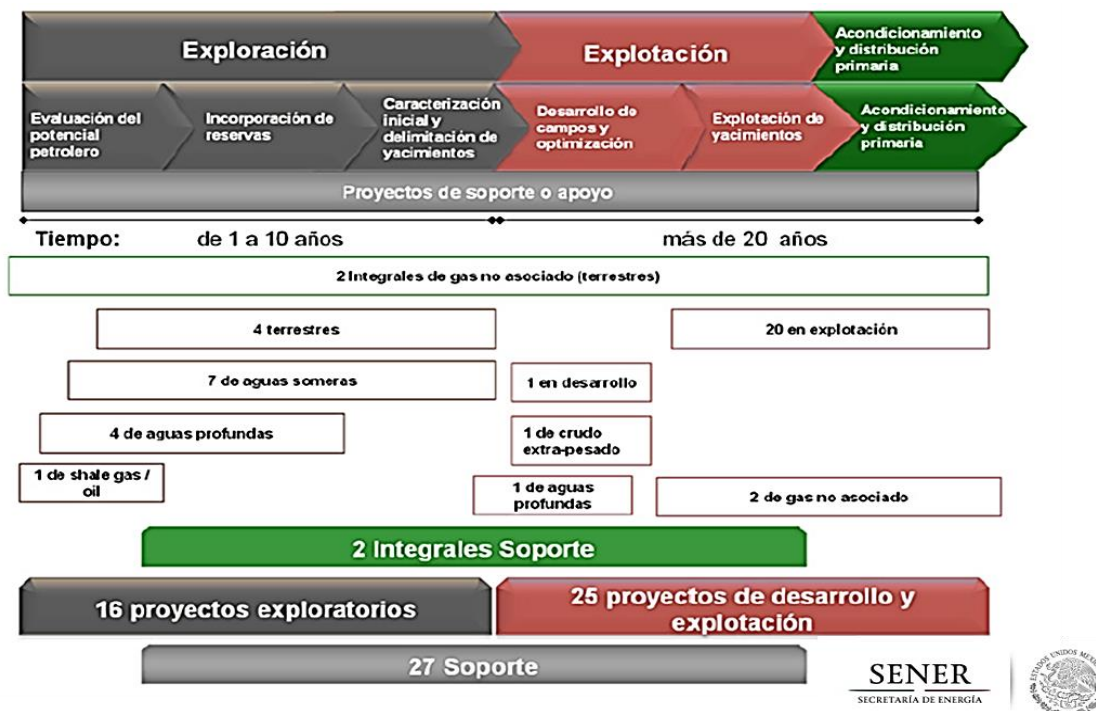 Exploración
Explotación
Acondicionamiento
y distribución
primaria
Evaluación del
potencial
petrolero
Incorporación de
reservas
Caracterización
inicial y
delimitación de
yacimientos
Desarrollo de
campos y
optimización
Explotación de
yacimientos
Acondicionamiento
y distribución
primaria
Proyectos de soporte o apoyo
Tiempo: de 1 a 10 años más de 20 años
2 Integrales de gas no asociado (terrestres)
4 terrestres
20 en explotación
7 de aguas someras
1 en desarrollo
4 de aguas profundas
1 de crudo
extra-pesado
1 de shale gas /
oil
1 de aguas
profundas
2 de gas no asociado
2 Integrales Soporte
16 proyectos exploratorios
25 proyectos de desarrollo y
explotación
27 Soporte
SENER
SECRETARÍA DE ENERGÍA